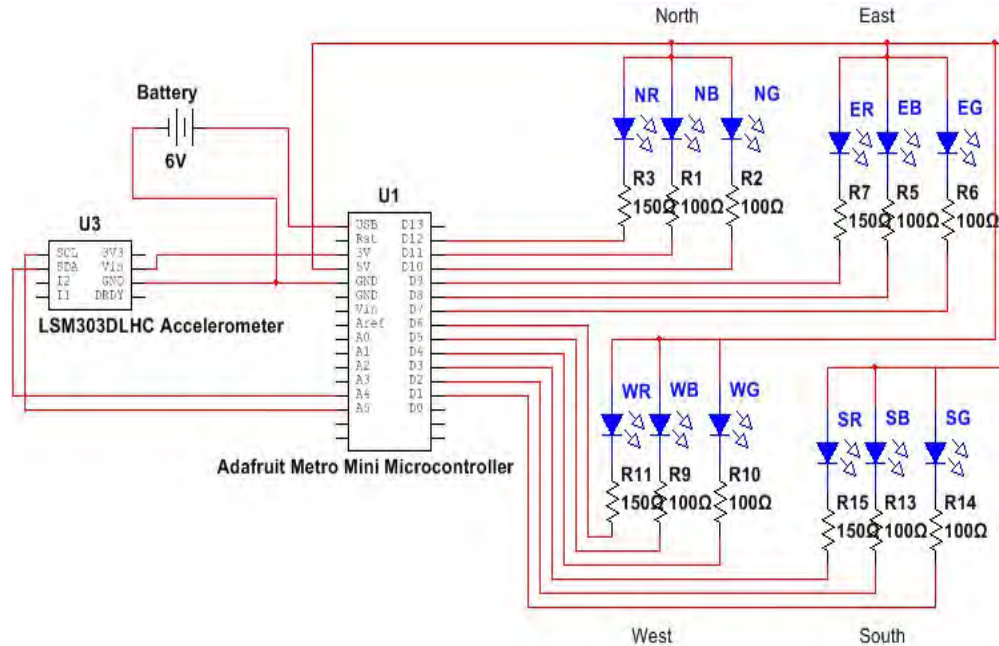 North
East
Battery
6V
NR
NB
NG
ER
EB
EG
R3
R1
R2
150Ω
100Ω
100Ω
R7
R5
R6
150Ω
100Ω
100Ω
U1
USB
D13
Rst
D12
3V
D11
5V
D10
GND
D9
GND
D8
Vin
D7
Aref
D6
A0
D5
A1
D4
A2
D3
A3
D2
A4
D1
A5
D0
Adafruit Metro Mini Microcontroller
U3
SCL
3V3
SDA
Vin
I2
GND
I1
DRDY
LSM303DLHC Accelerometer
WR
WB
WG
R11
R9
R10
150Ω
100Ω
100Ω
SR
SB
SG
R15
R13
R14
150Ω
100Ω
100Ω
West
South